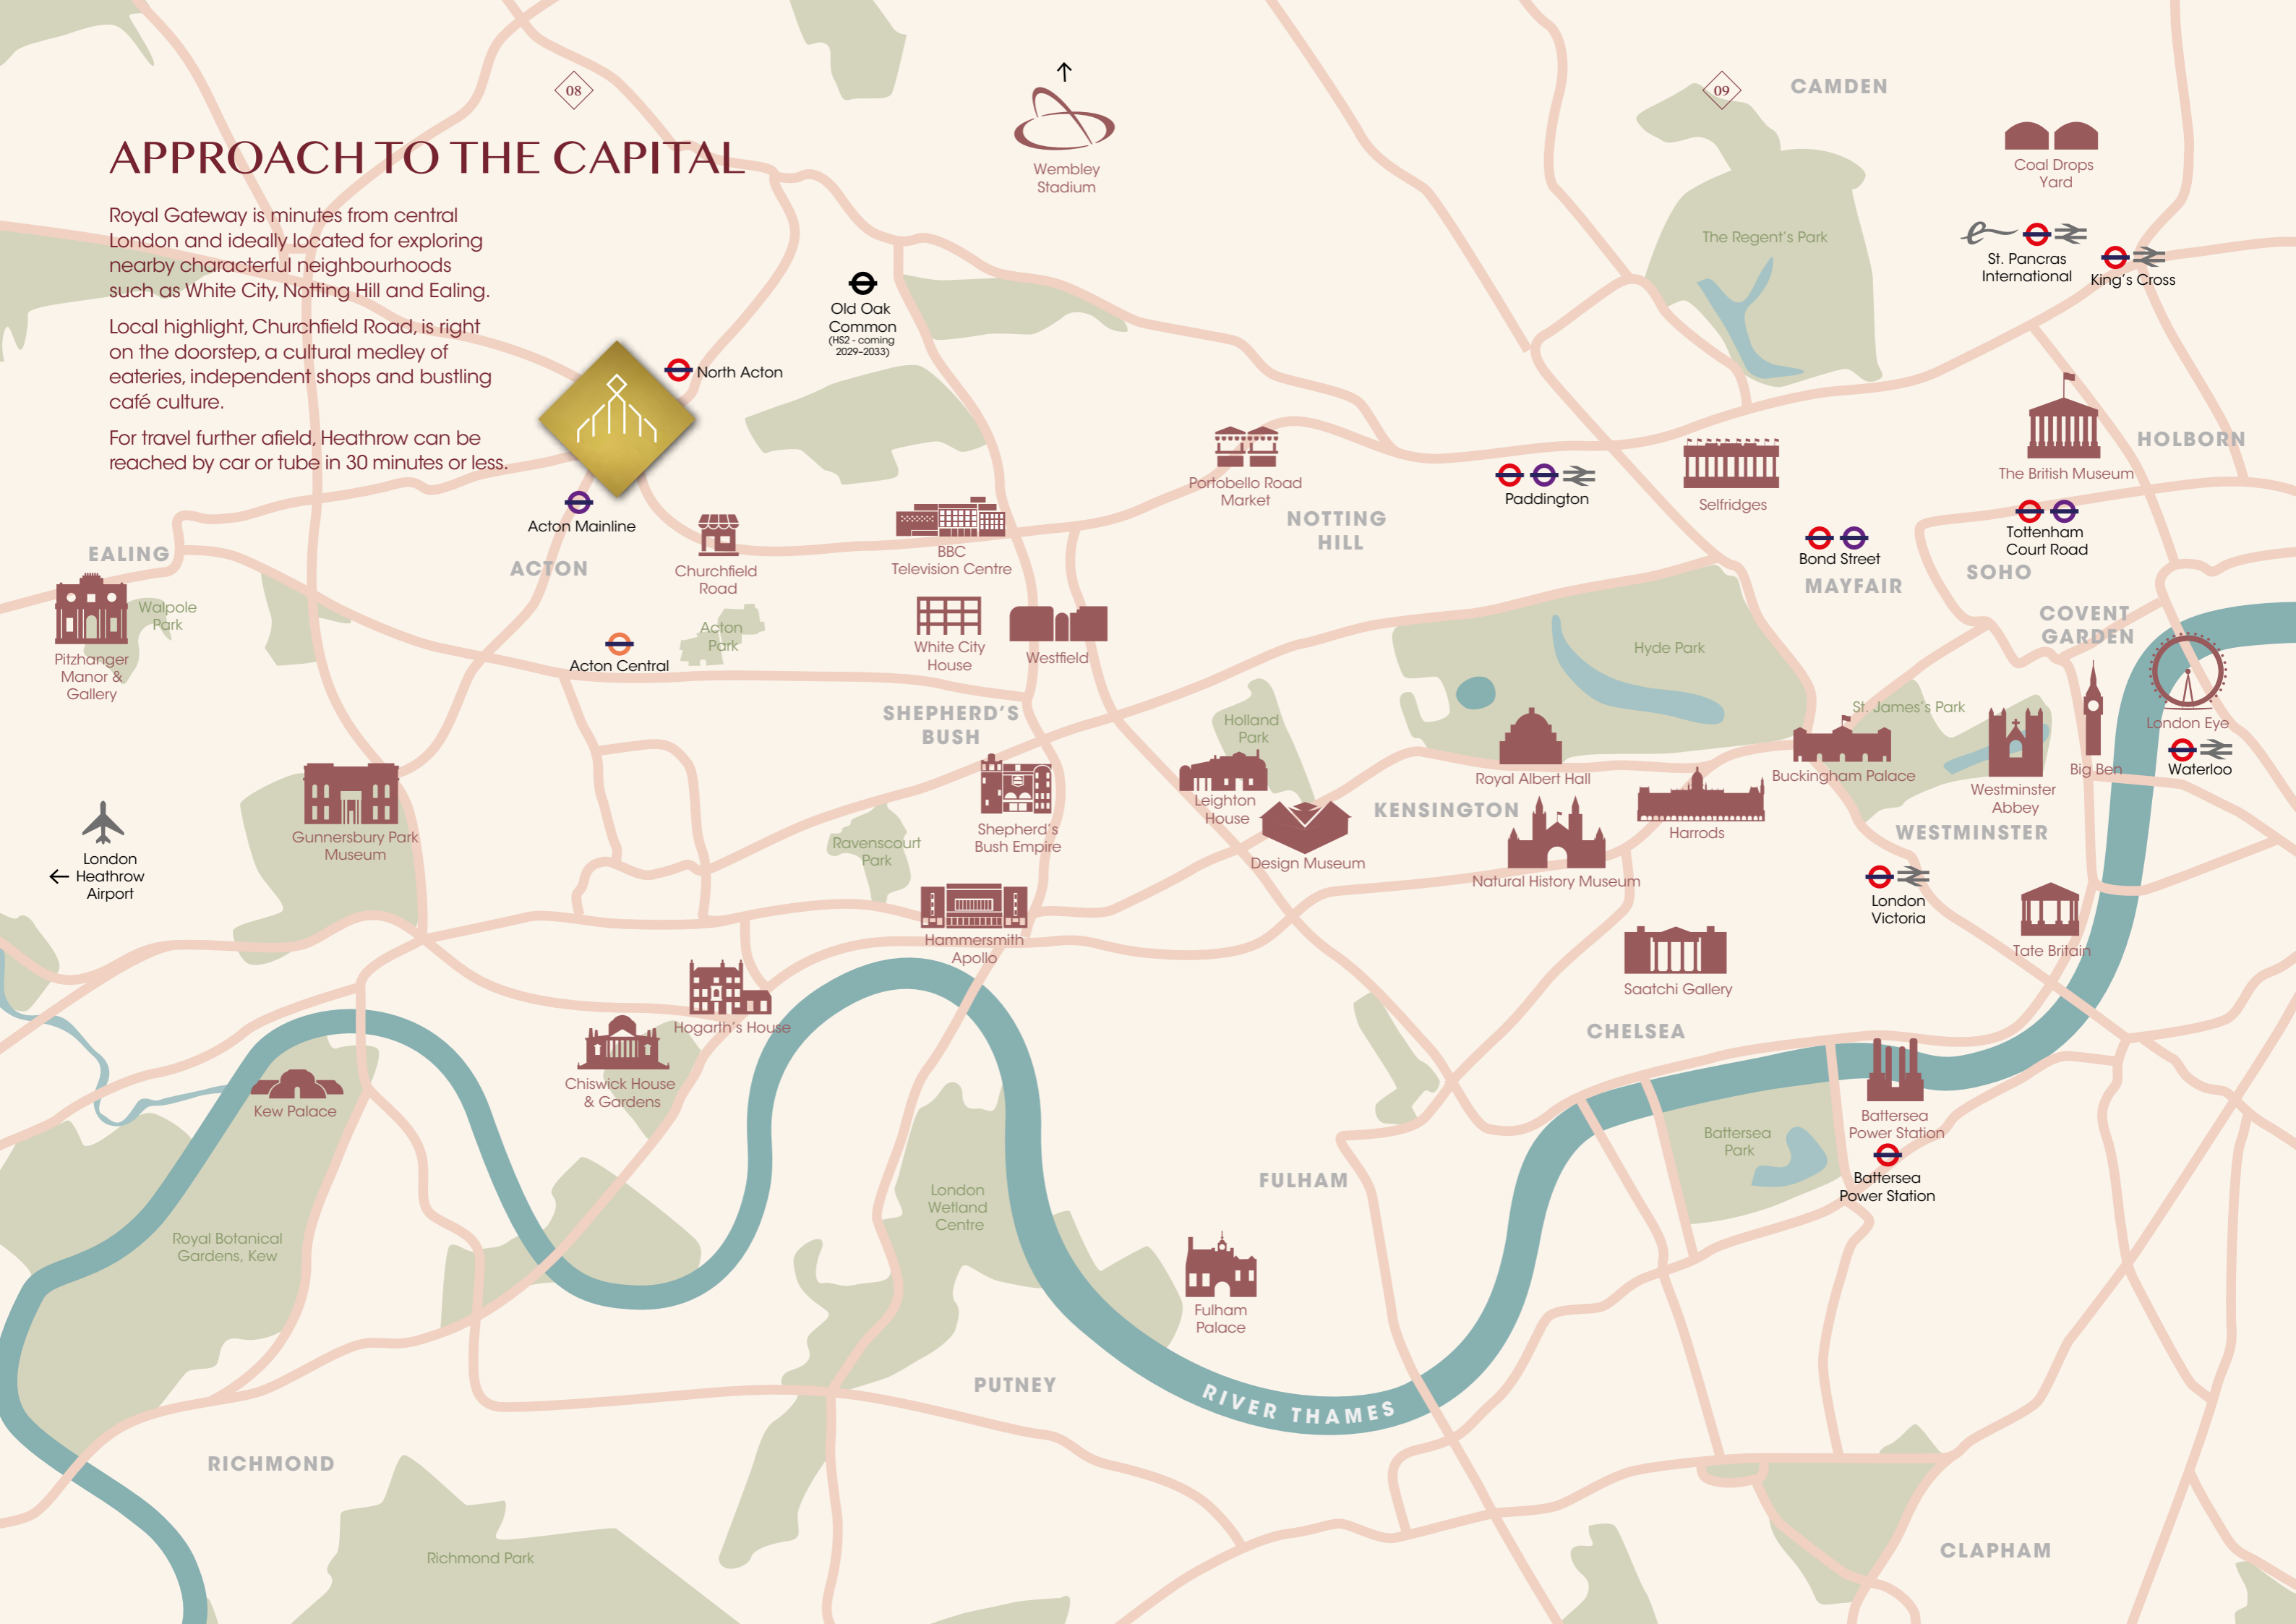 08
09
APPROACH TO THE CAPITAL
Royal Gateway is minutes from central
London and ideally located for exploring
nearby characterful neighbourhoods
such as White City, Notting Hill and Ealing.
Local highlight, Churchfield Road, is right
on the doorstep, a cultural medley of
eateries, independent shops and bustling
café culture.
For travel further afield, Heathrow can be
reached by car or tube in 30 minutes or less.
Wembley
Stadium
CAMDEN
Coal Drops
Yard
The Regent's Park
St. Pancras
International
King's Cross
Old Oak
Common
(HS2 - coming
2029–2033)
North Acton
HOLBORN
The British Museum
Portobello Road
Market
NOTTING
HILL
Paddington
Selfridges
Acton Mainline
Tottenham
Court Road
Bond Street
EALING
ACTON
Churchfield
Road
BBC
Television Centre
MAYFAIR
SOHO
COVENT
GARDEN
Walpole
Park
Pitzhanger
Manor &
Gallery
Acton Central
Acton
Park
White City
House
Westfield
Hyde Park
SHEPHERD'S
BUSH
Holland
Park
St. James's Park
London Eye
Waterloo
Big Ben
Buckingham Palace
Westminster
Abbey
Royal Albert Hall
Leighton
House
KENSINGTON
Harrods
WESTMINSTER
Gunnersbury Park
Museum
Ravenscourt
Park
Shepherd's
Bush Empire
Design Museum
Natural History Museum
London
Heathrow
Airport
London
Victoria
Hammersmith
Apollo
Tate Britain
Saatchi Gallery
Hogarth's House
CHELSEA
Chiswick House
& Gardens
Kew Palace
Battersea
Park
Battersea
Power Station
Battersea
Power Station
FULHAM
London
Wetland
Centre
Royal Botanical
Gardens, Kew
Fulham
Palace
PUTNEY
RIVER THAMES
RICHMOND
Richmond Park
CLAPHAM